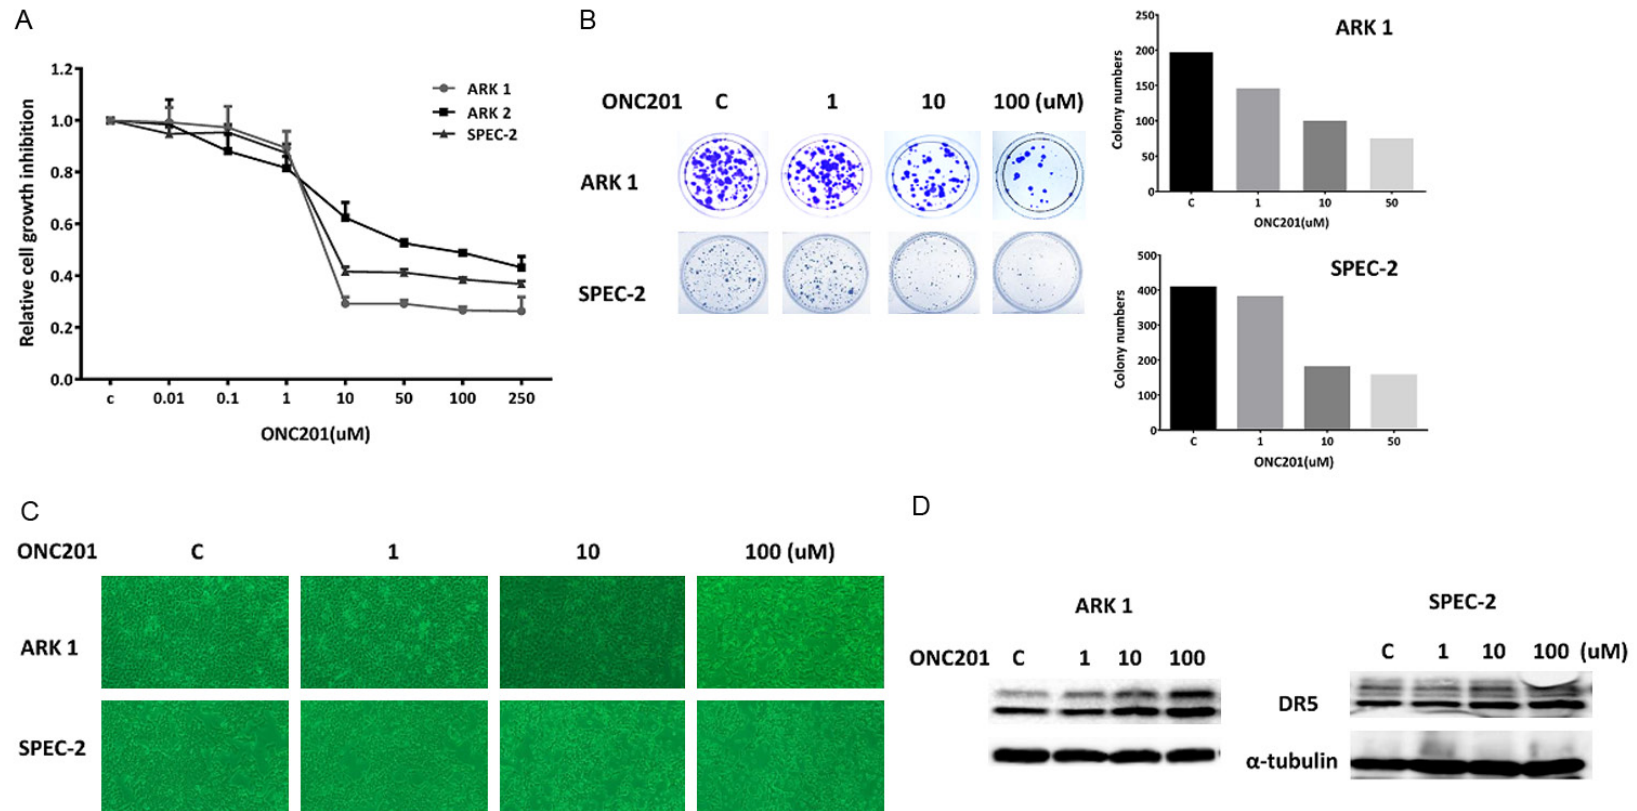 A
Relative cell growth inhibition
1.2
1.0
0.8
0.6
0.4
0.2
0.0
ARK 1
ARK 2
SPEC-2
c 0.01 0.1 1 10 50 100 250
ONC201(uM)
B
ONC201 C 1 10 100 (uM)
ARK 1
SPEC-2
ARK 1
Colony numbers
250
200
150
100
50
0
C 1 10 50
ONC201(uM)
SPEC-2
Colony numbers
500
400
300
200
100
0
C 1 10 50
ONC201(uM)
C
ONC201 C 1 10 100 (uM)
ARK 1
SPEC-2
D
ARK 1
ONC201 C 1 10 100
SPEC-2
C 1 10 100 (uM)
DR5
α-tubulin